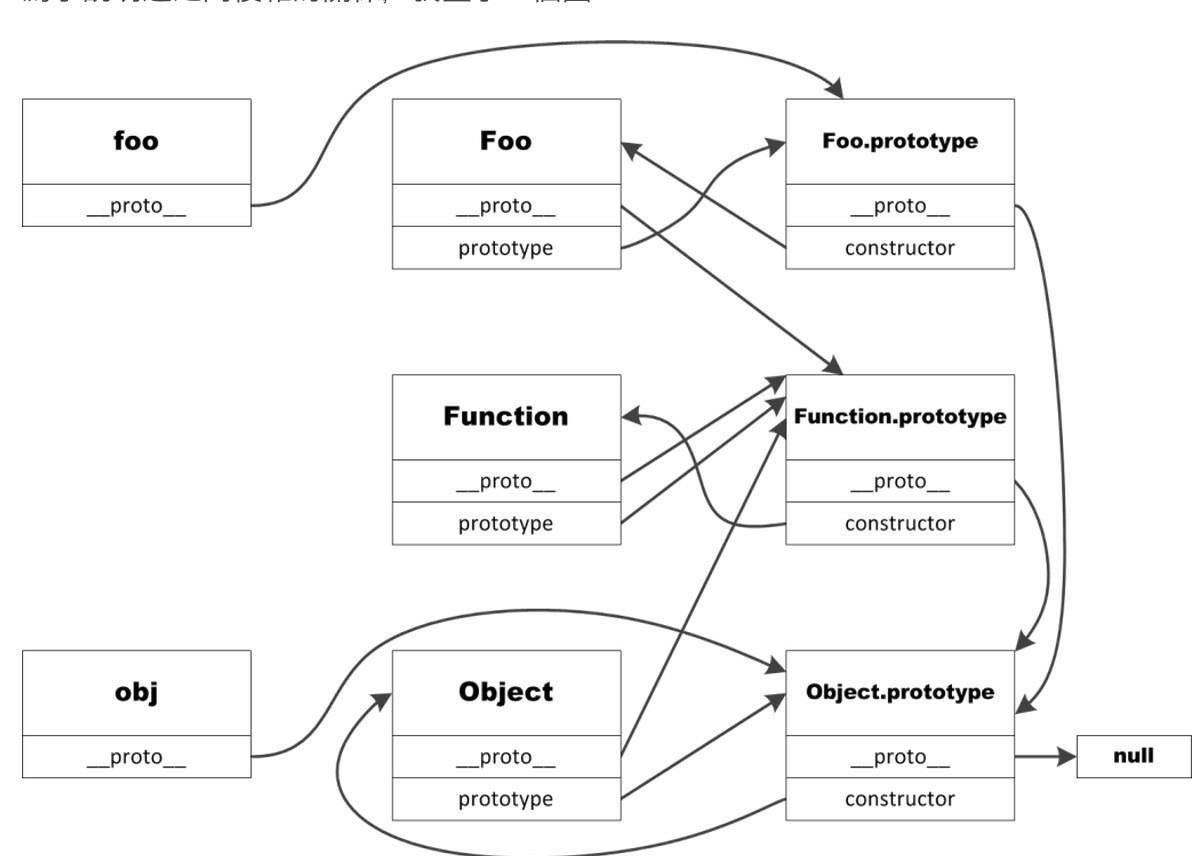 foo
__proto__
Foo
__proto__
prototype
Foo.prototype
__proto__
constructor
Function
__proto__
prototype
Function.prototype
__proto__
constructor
obj
__proto__
Object
__proto__
prototype
Object.prototype
__proto__
constructor
null